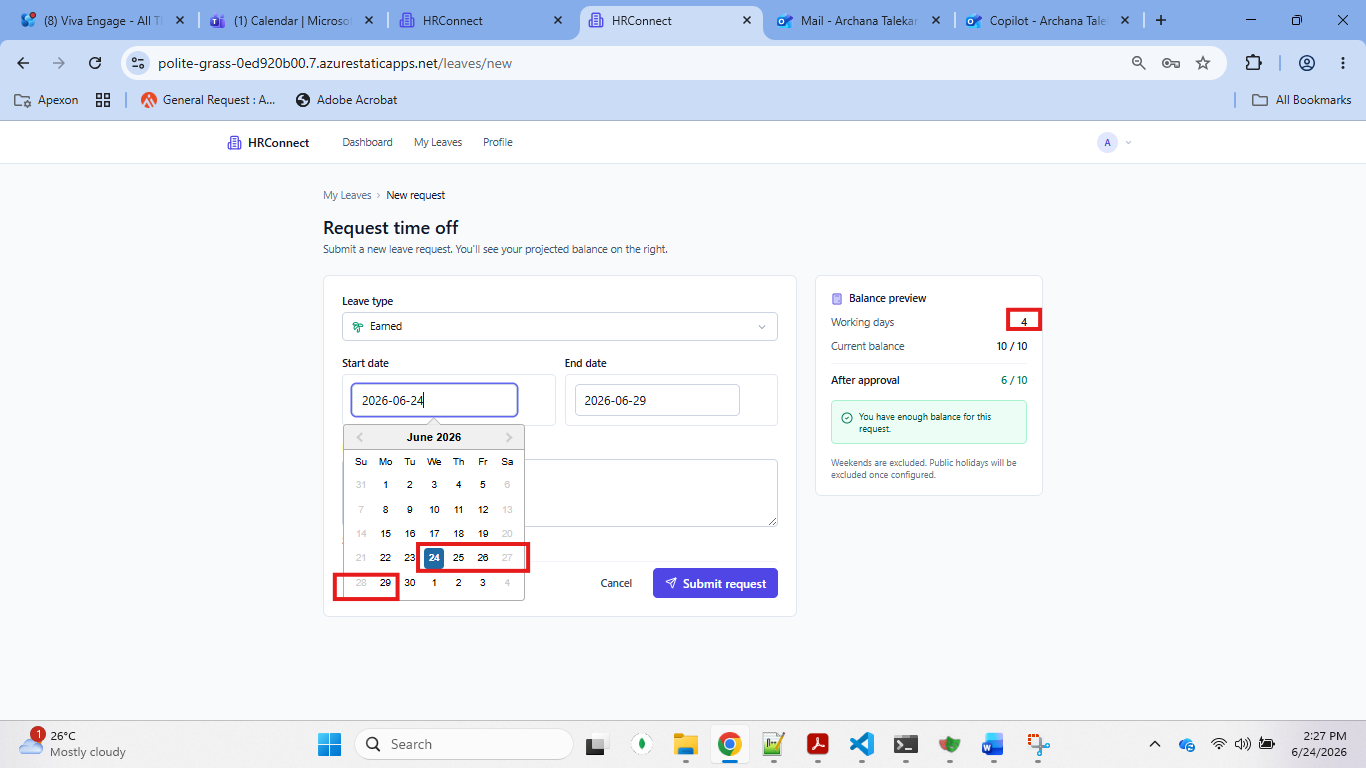 (8) Viva Engage - All T
(1) Calendar | Microso
HRConnect
HRConnect
Mail - Archana Taleka
Copilot - Archana Tale
polite-grass-0ed920b00.7.azurestaticapps.net/leaves/new
Apexon
General Request : A...
Adobe Acrobat
All Bookmarks
HRConnect
Dashboard
My Leaves
Profile
A
My Leaves › New request
Request time off
Submit a new leave request. You'll see your projected balance on the right.
Leave type
Earned
Start date
End date
2026-06-24
2026-06-29
June 2026
Su Mo Tu We Th Fr Sa
31 1 2 3 4 5 6
7 8 9 10 11 12 13
14 15 16 17 18 19 20
21 22 23 24 25 26 27
28 29 30 1 2 3 4
Cancel
Submit request
Balance preview
Working days 4
Current balance 10 / 10
After approval 6 / 10
You have enough balance for this
request.
Weekends are excluded. Public holidays will be
excluded once configured.
1
26°C
Mostly cloudy
Search
2:27 PM
6/24/2026